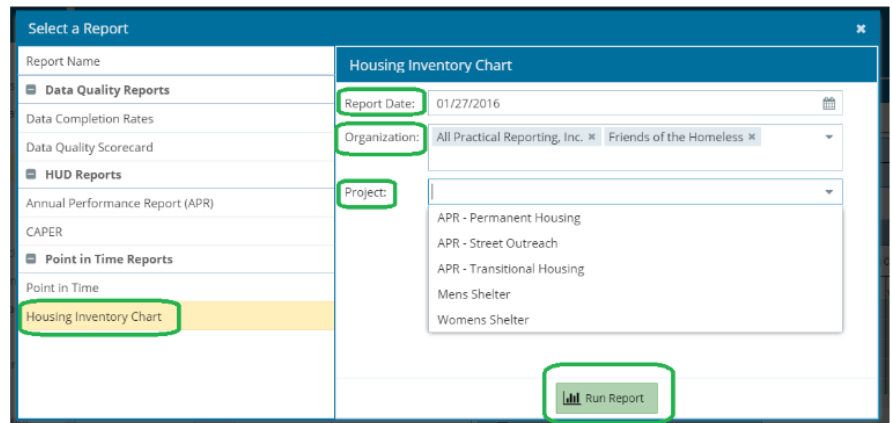 Select a Report
Report Name
Data Quality Reports
Data Completion Rates
Data Quality Scorecard
HUD Reports
Annual Performance Report (APR)
CAPER
Point in Time Reports
Point in Time
Housing Inventory Chart
Housing Inventory Chart
Report Date: 01/27/2016
Organization: All Practical Reporting, Inc. × Friends of the Homeless ×
Project:
APR - Permanent Housing
APR - Street Outreach
APR - Transitional Housing
Mens Shelter
Womens Shelter
Run Report